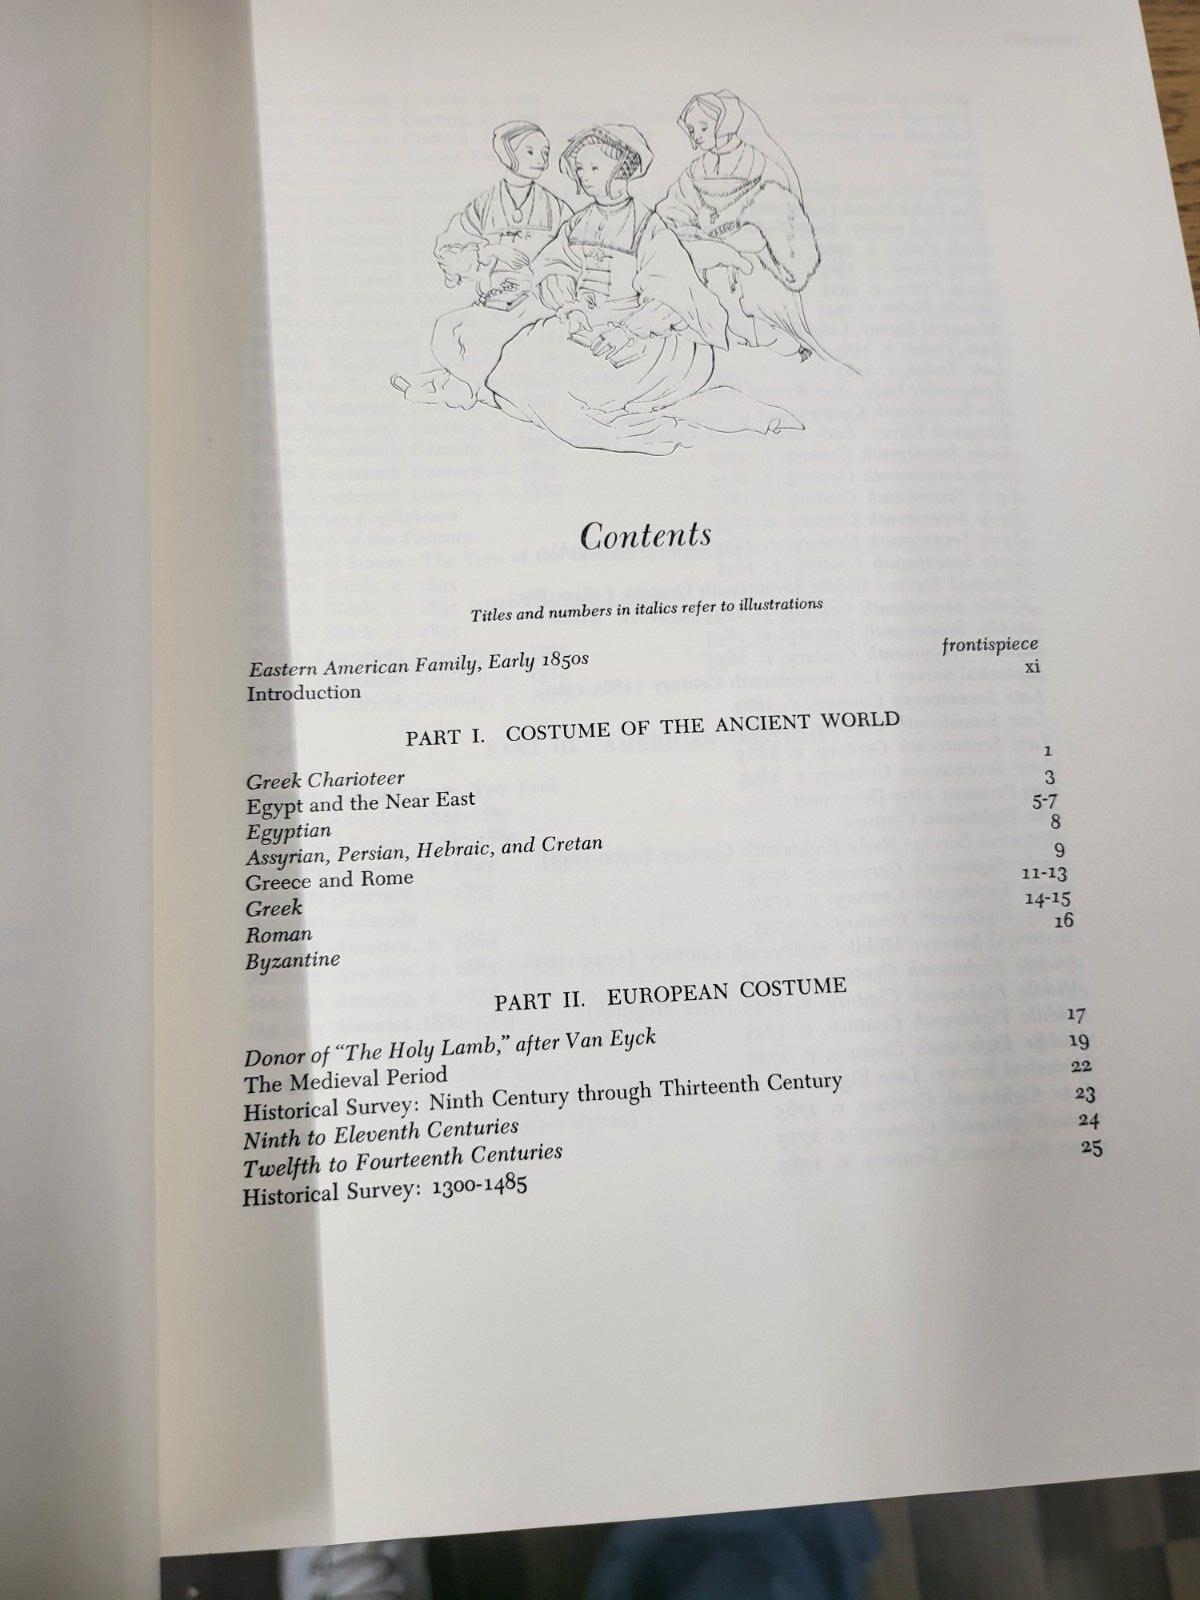 Contents
Titles and numbers in italics refer to illustrations
Eastern American Family, Early 1850s frontispiece
Introduction xi
PART I. COSTUME OF THE ANCIENT WORLD
Greek Charioteer 1
Egypt and the Near East 3
Egyptian 5-7
Assyrian, Persian, Hebraic, and Cretan 8
Greece and Rome 9
Greek 11-13
Roman 14-15
Byzantine 16
PART II. EUROPEAN COSTUME
Donor of “The Holy Lamb,” after Van Eyck 17
The Medieval Period 19
Historical Survey: Ninth Century through Thirteenth Century 22
Ninth to Eleventh Centuries 23
Twelfth to Fourteenth Centuries 24
Historical Survey: 1300-1485 25